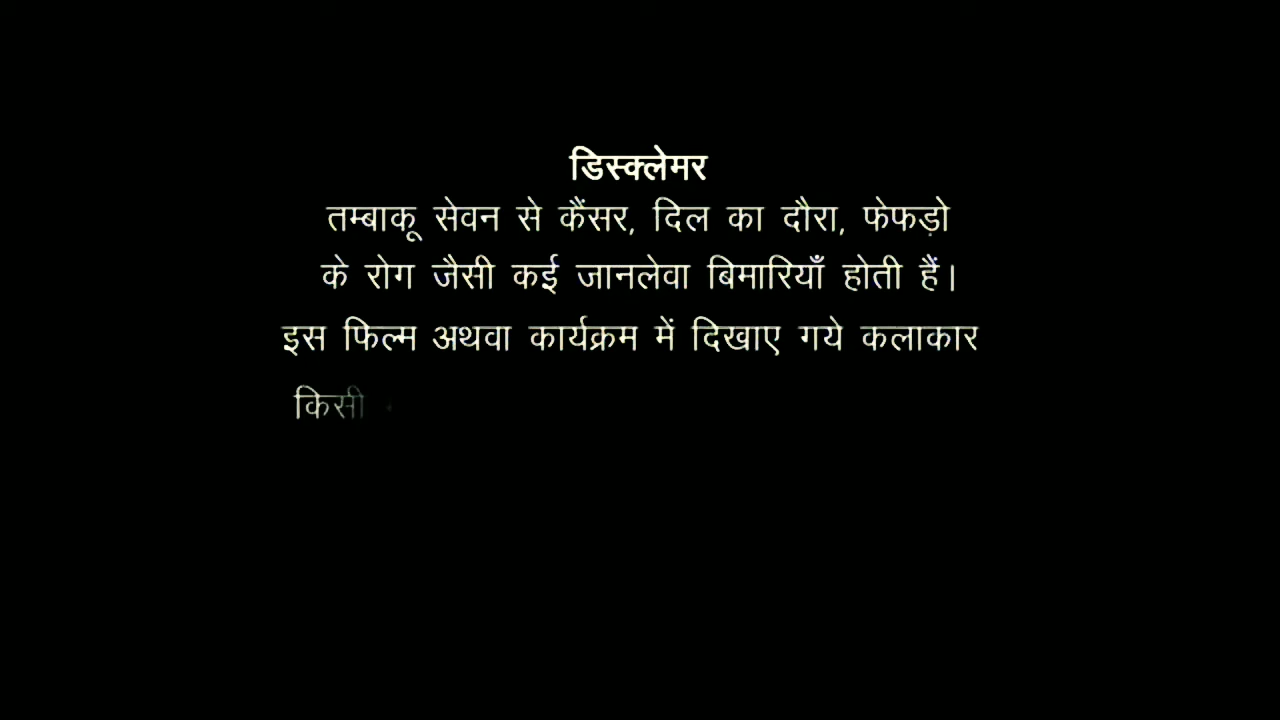 डिस्क्लेमर
तम्बाकू सेवन से कैंसर, दिल का दौरा, फेफड़ो
के रोग जैसी कई जानलेवा बिमारियाँ होती हैं।
इस फिल्म अथवा कार्यक्रम में दिखाए गये कलाकार
किसी